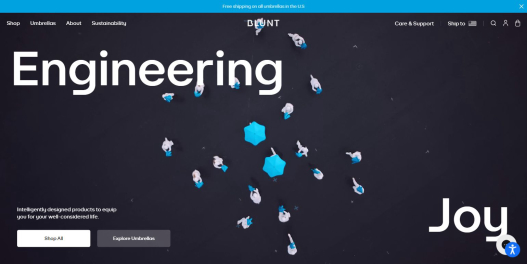 Free shipping on all umbrellas in the U.S
Shop
Umbrellas
About
Sustainability
BLUNT
Care & Support
Ship to
Engineering
Intelligently designed products to equip
you for your well-considered life.
Shop All
Explore Umbrellas
Joy